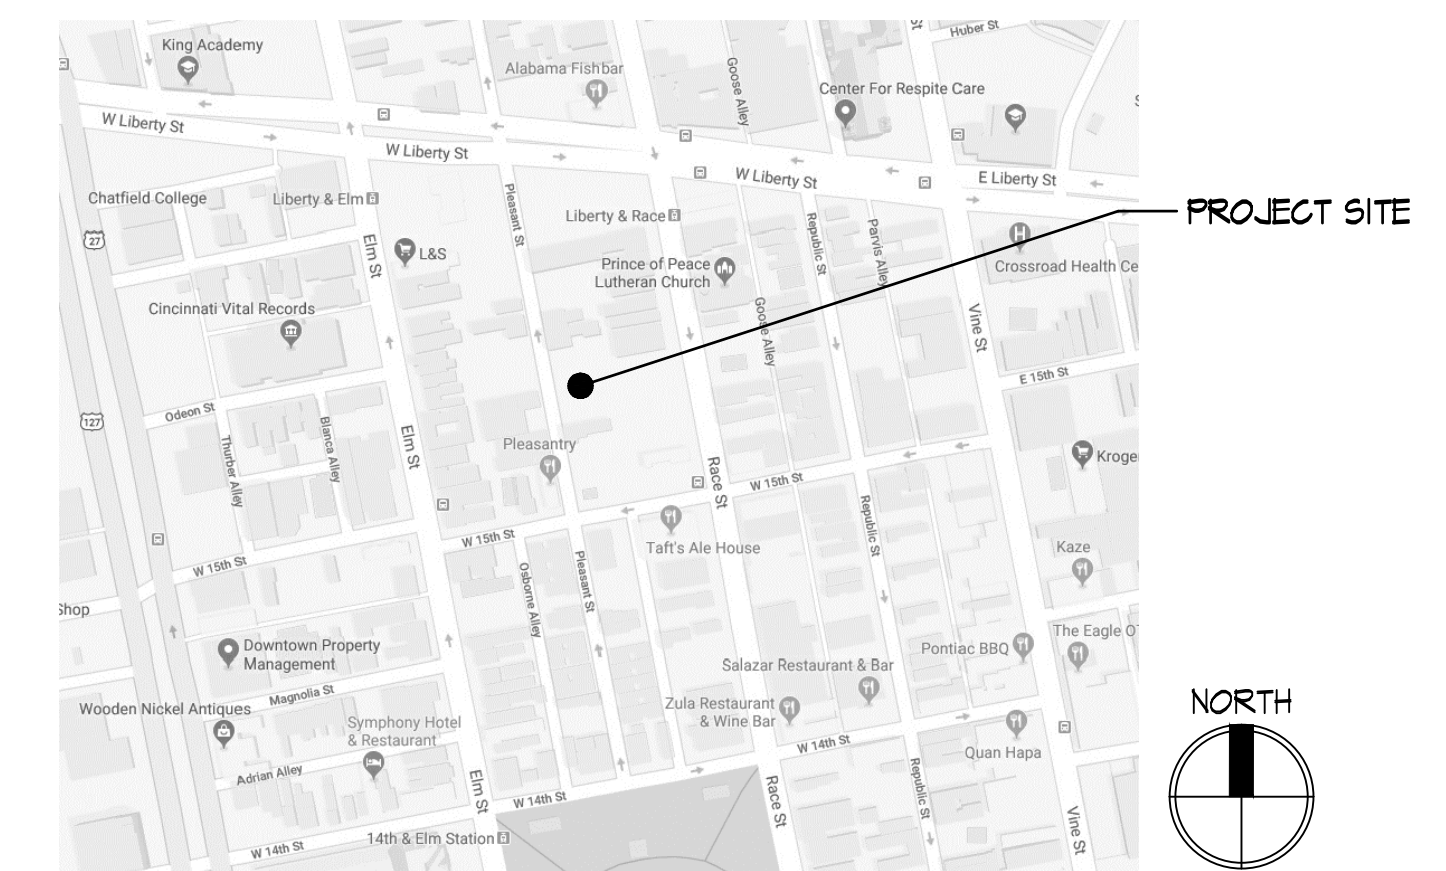 Huber St
King Academy
Alabama Fishbar
Goose Alley
Center For Respite Care
W Liberty St
W Liberty St
W Liberty St
E Liberty St
Chatfield College
Liberty & Elm
Pleasant St
Liberty & Race
Republic St
Parvis Alley
PROJECT SITE
27
Elm St
L&S
Prince of Peace
Lutheran Church
Crossroad Health Ce
Cincinnati Vital Records
Goose Alley
Vine St
E 15th St
Odeon St
127
Thurber Alley
Bianca Alley
Elm St
Pleasantry
Race St
W 15th St
Kroge
W 15th St
Republic St
Taft's Ale House
Kaze
W 15th St
Osborne Alley
Pleasant St
Shop
Downtown Property
Management
Pontiac BBQ
The Eagle OT
Salazar Restaurant & Bar
Magnolia St
Wooden Nickel Antiques
Zula Restaurant
& Wine Bar
NORTH
Symphony Hotel
& Restaurant
W 14th St
Quan Hapa
Adrian Alley
Elm St
W 14th St
Race St
Republic St
Vine St
14th & Elm Station
W 14th St